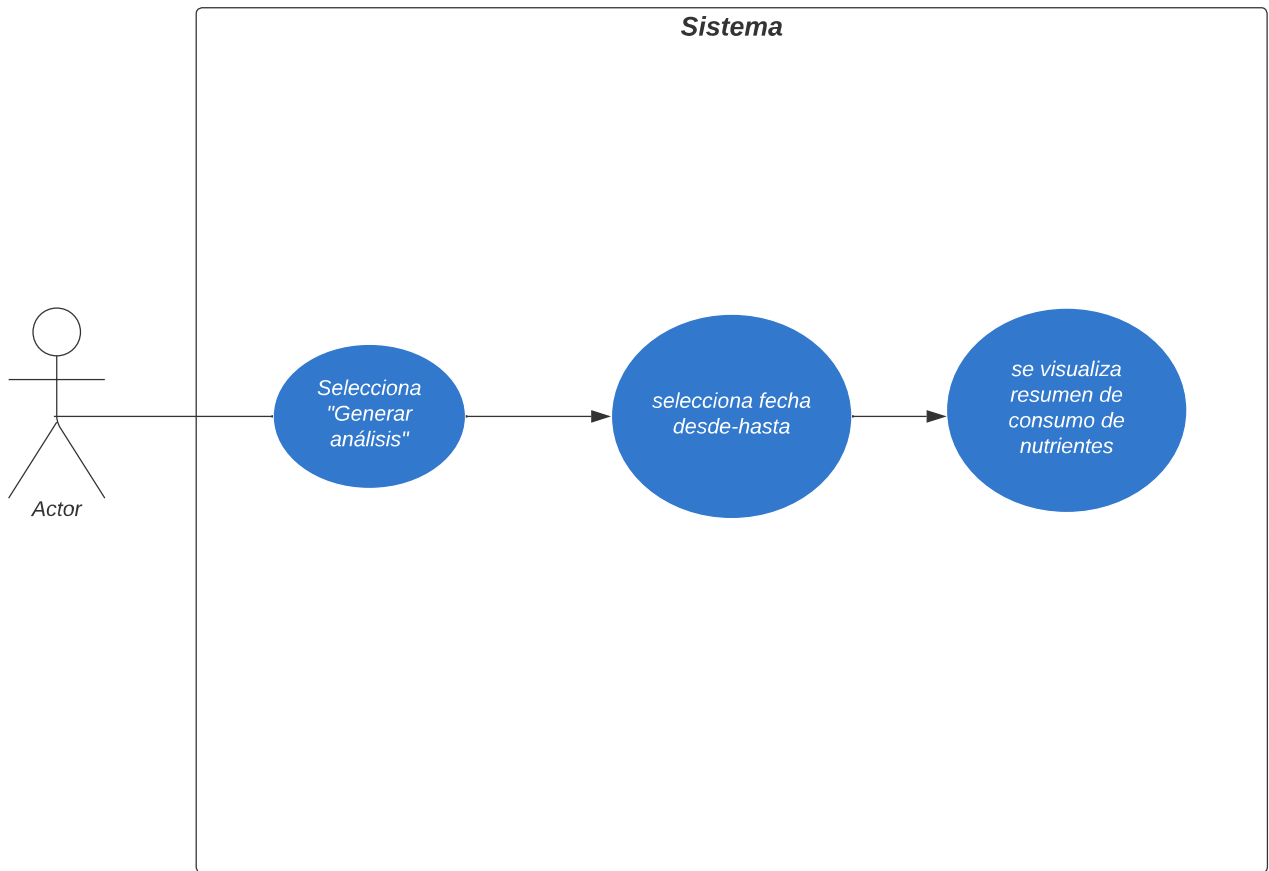 Sistema
Selecciona
"Generar
análisis"
selecciona fecha
desde-hasta
se visualiza
resumen de
consumo de
nutrientes
Actor